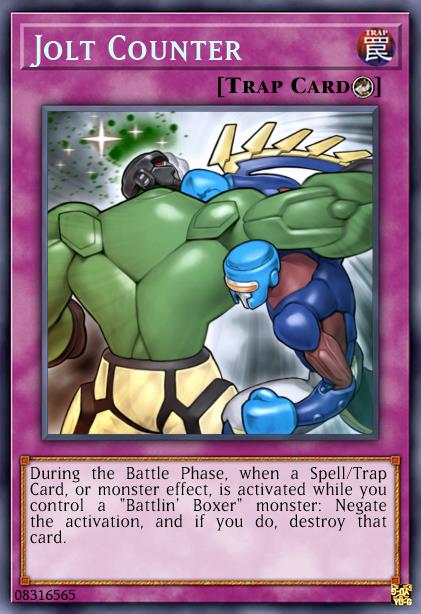 Jolt Counter
TRAP
罠
[Trap Card]
During the Battle Phase, when a Spell/Trap
Card, or monster effect, is activated while you
control a "Battlin' Boxer" monster: Negate
the activation, and if you do, destroy that
card.
08316565